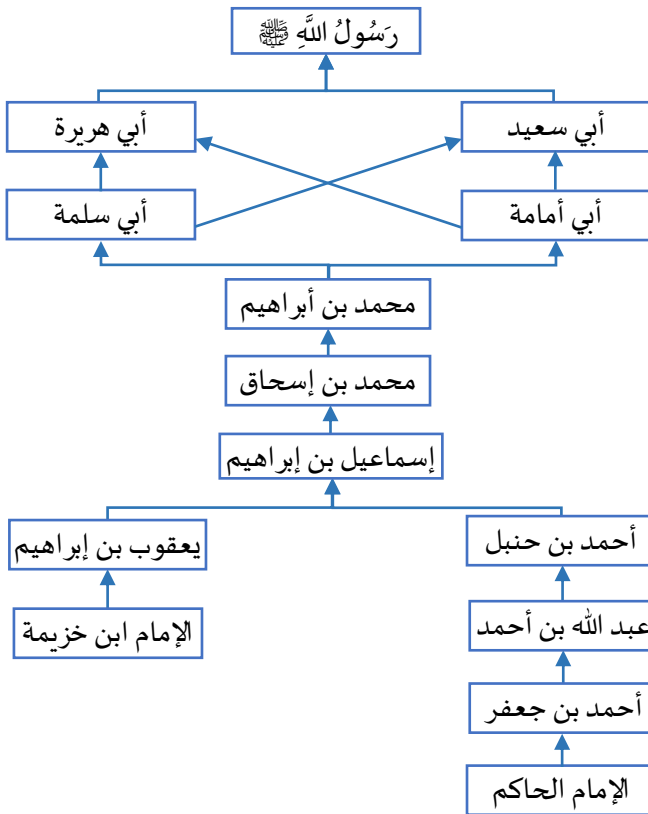 رَسُولُ اللَّهِ ﷺ
أبي سعيد
أبي هريرة
أبي أمامة
أبي سلمة
محمد بن أبراهيم
محمد بن إسحاق
إسماعيل بن إبراهيم
أحمد بن حنبل
يعقوب بن إبراهيم
عبد الله بن أحمد
الإمام ابن خزيمة
أحمد بن جعفر
الإمام الحاكم